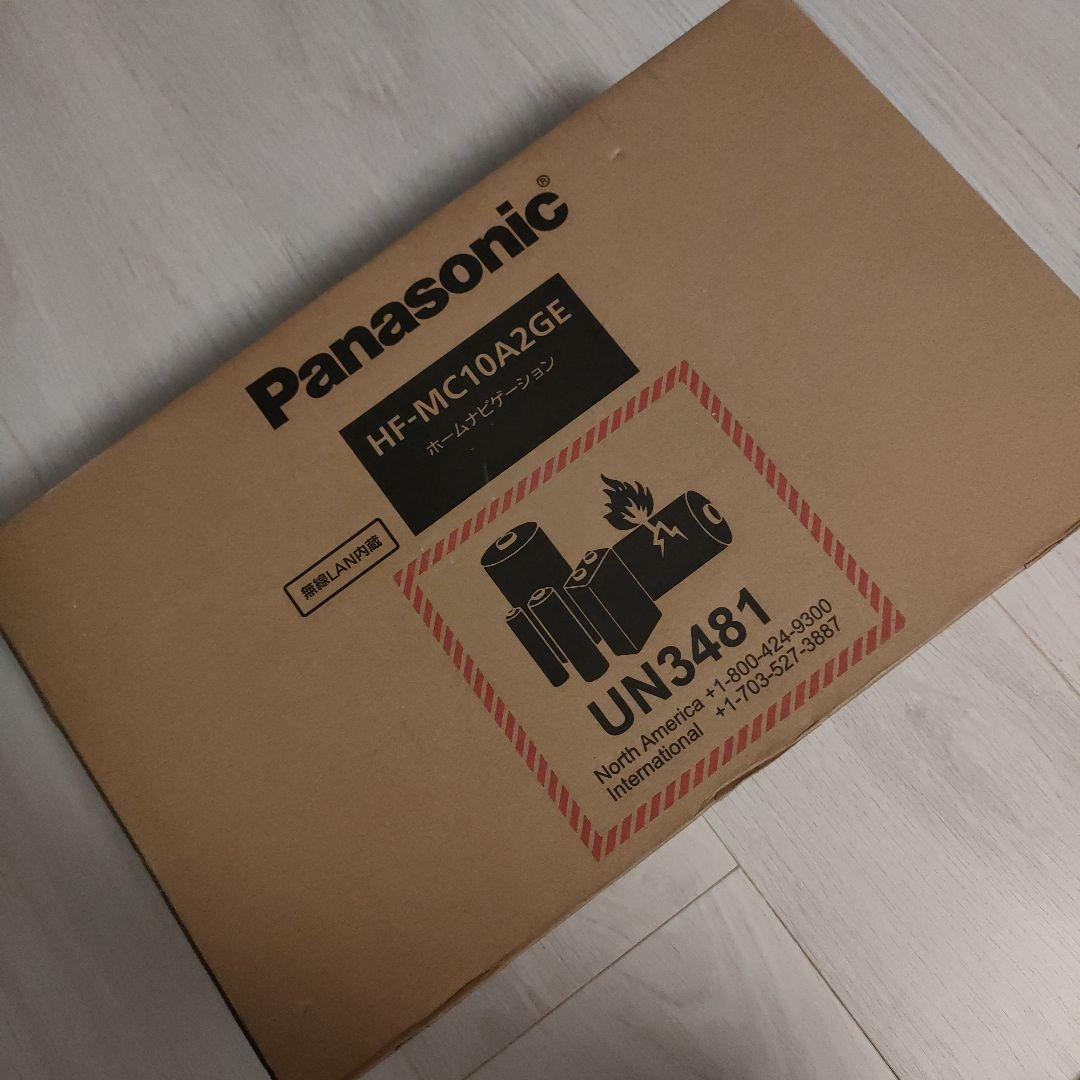 Panasonic®
HF-MC10A2GE
ホームナビゲーション
無線LAN内蔵
UN3481
North America +1-800-424-9300
International +1-703-527-3887